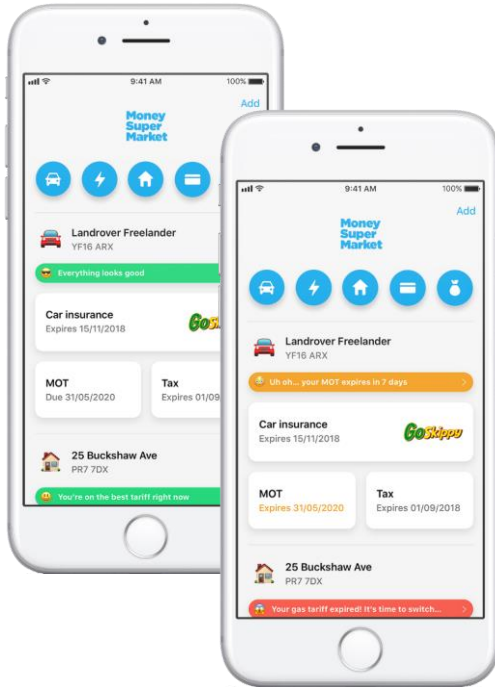 9:41 AM
100%
Add
Money
Super
Market
Landrover Freelander
YF16 ARX
Everything looks good
Car insurance
Expires 15/11/2018
MOT
Due 31/05/2020
Tax
Expires 01/09
25 Buckshaw Ave
PR7 7DX
You're on the best tariff right now
9:41 AM
100%
Add
Money
Super
Market
Landrover Freelander
YF16 ARX
Uh oh... your MOT expires in 7 days
Car insurance
Expires 15/11/2018
GoSkippy
MOT
Expires 31/05/2020
Tax
Expires 01/09/2018
25 Buckshaw Ave
PR7 7DX
Your gas tariff expired! It's time to switch...